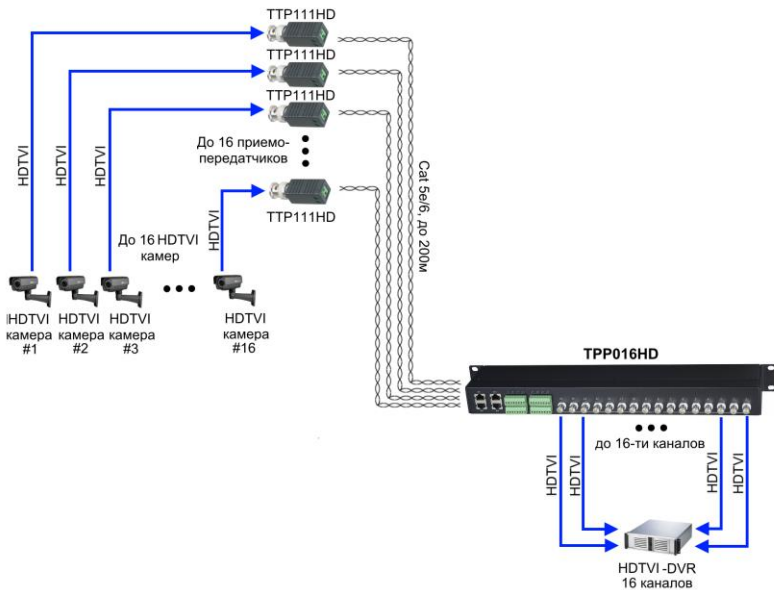 TTP111HD
TTP111HD
TTP111HD
До 16 приемо-
передатчиков
TTP111HD
HDTVI
HDTVI
HDTVI
HDTVI
До 16 HDTVI
камер
HDTVI
камера
#1
HDTVI
камера
#2
HDTVI
камера
#3
HDTVI
камера
#16
Cat 5e/6, до 200м
TPP016HD
до 16-ти каналов
HDTVI
HDTVI
HDTVI
HDTVI
HDTVI -DVR
16 каналов